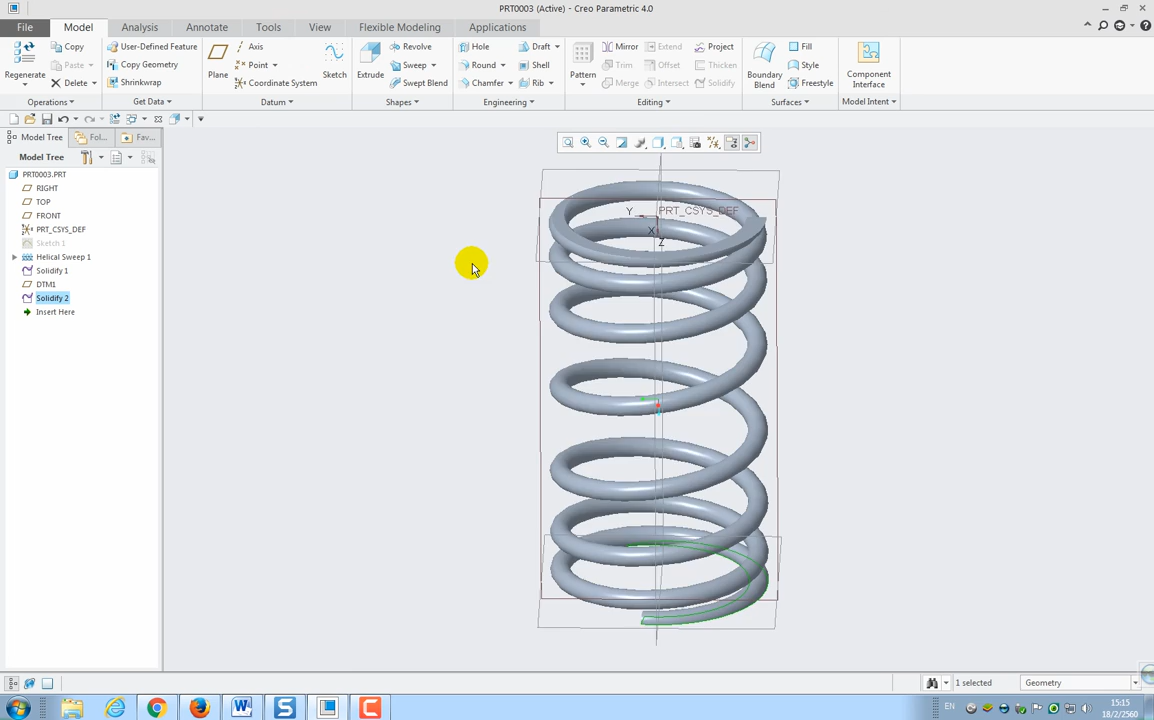 PRT0003 (Active) - Creo Parametric 4.0
File Model Analysis Annotate Tools View Flexible Modeling Applications
Regenerate
Copy
Paste
Delete
Operations
User-Defined Feature
Copy Geometry
Shrinkwrap
Get Data
Plane
Axis
Point
Coordinate System
Sketch
Datum
Extrude
Revolve
Sweep
Swept Blend
Shapes
Hole
Round
Chamfer
Draft
Shell
Rib
Engineering
Pattern
Mirror
Trim
Merge
Extend
Offset
Intersect
Project
Thicken
Solidify
Editing
Boundary Blend
Fill
Style
Freestyle
Surfaces
Component Interface
Model Intent
Model Tree Fol... Fav...
Model Tree
PRT0003.PRT
RIGHT
TOP
FRONT
PRT_CSYS_DEF
Sketch 1
Helical Sweep 1
Solidify 1
DTM1
Solidify 2
Insert Here
Y PRT_CSYS_DEF
X
Z
1 selected
Geometry
EN
15:15
18/2/2560